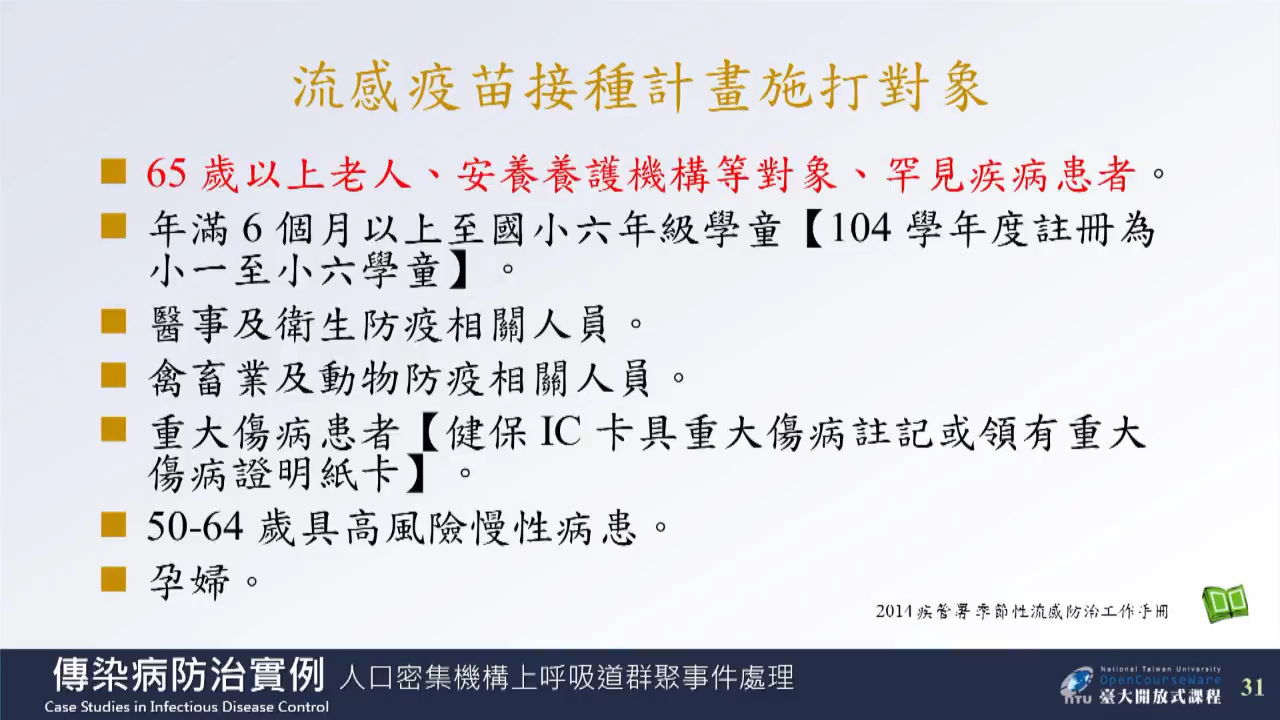 流感疫苗接種計畫施打對象
65 歲以上老人、安養養護機構等對象、罕見疾病患者。
年滿 6 個月以上至國小六年級學童【104 學年度註冊為
小一至小六學童】。
醫事及衛生防疫相關人員。
禽畜業及動物防疫相關人員。
重大傷病患者【健保 IC 卡具重大傷病註記或領有重大
傷病證明紙卡】。
50-64 歲具高風險慢性病患。
孕婦。
2014疾管署季節性流感防治工作手冊
傳染病防治實例 人口密集機構上呼吸道群聚事件處理
Case Studies in Infectious Disease Control
National Taiwan University
OpenCourseWare
NTU 臺大開放式課程
31